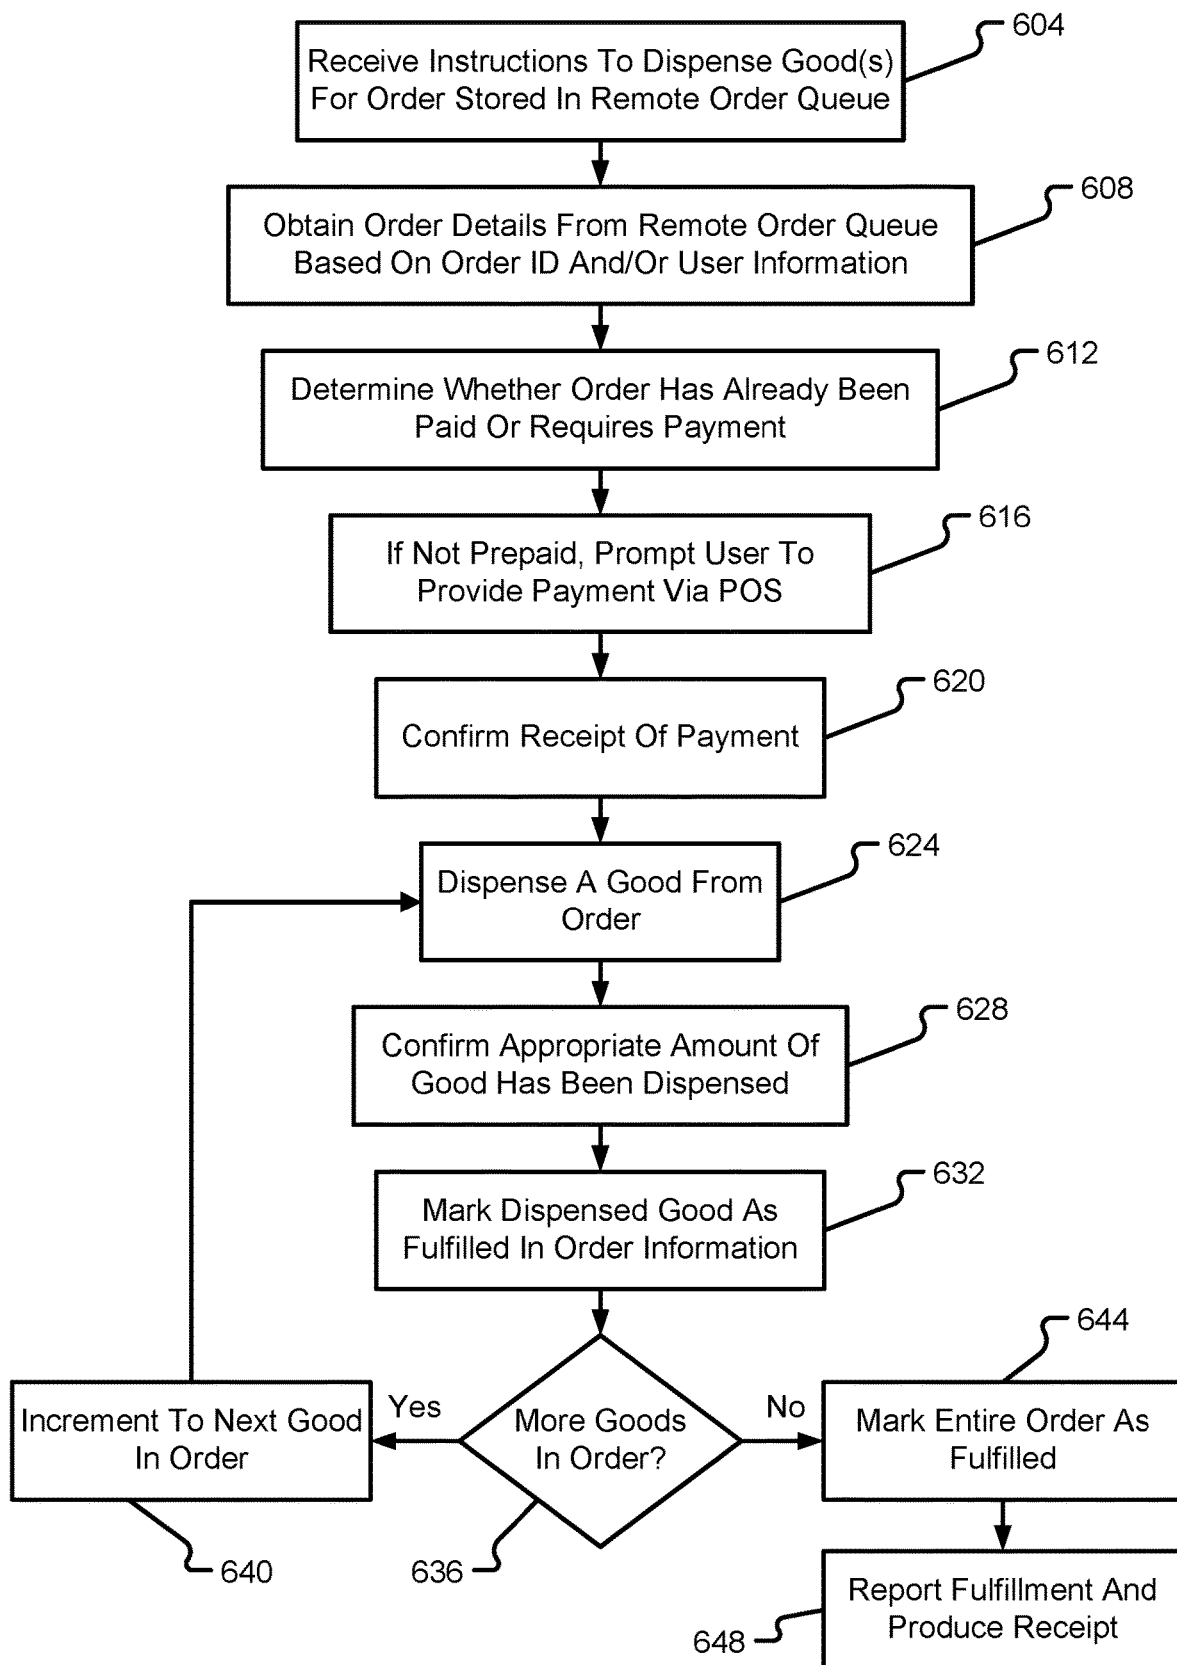 604
Receive Instructions To Dispense Good(s)
For Order Stored In Remote Order Queue
608
Obtain Order Details From Remote Order Queue
Based On Order ID And/Or User Information
612
Determine Whether Order Has Already Been
Paid Or Requires Payment
616
If Not Prepaid, Prompt User To
Provide Payment Via POS
620
Confirm Receipt Of Payment
624
Dispense A Good From
Order
628
Confirm Appropriate Amount Of
Good Has Been Dispensed
632
Mark Dispensed Good As
Fulfilled In Order Information
644
Increment To Next Good
In Order
Yes
More Goods
In Order?
No
Mark Entire Order As
Fulfilled
640
636
Report Fulfillment And
Produce Receipt
648